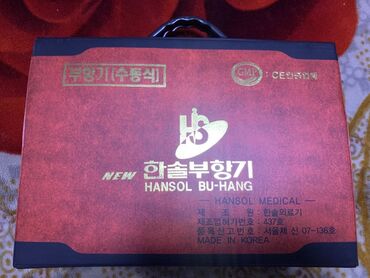 부항기(수동식)
GMP : CE인증업체
HS
NEW 한솔부항기
HANSOL BU-HANG
HANSOL MEDICAL
제 조 원 : 한솔의료기
제조업허가번호 : 437호
품목신고번호 : 서울체 신 07-136호
MADE IN KOREA